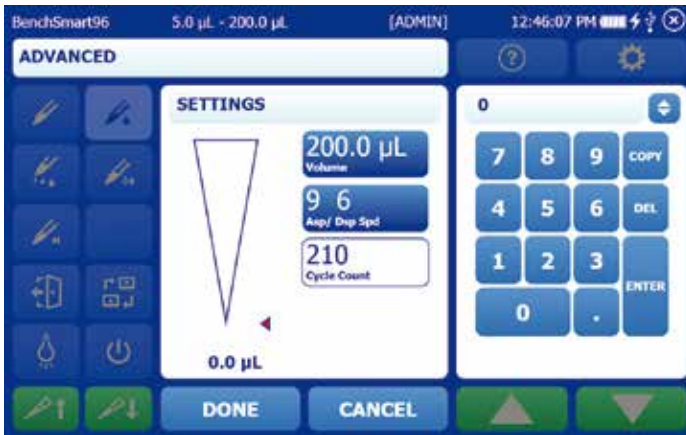 BenchSmart96 5.0 µL - 200.0 µL [ADMIN] 12:46:07 PM
ADVANCED ?
SETTINGS
200.0 µL
Volume
9 6
Asp/ Dsp Spd
210
Cycle Count
0.0 µL
0
7 8 9 COPY
4 5 6 DEL
1 2 3
ENTER
0 .
DONE CANCEL